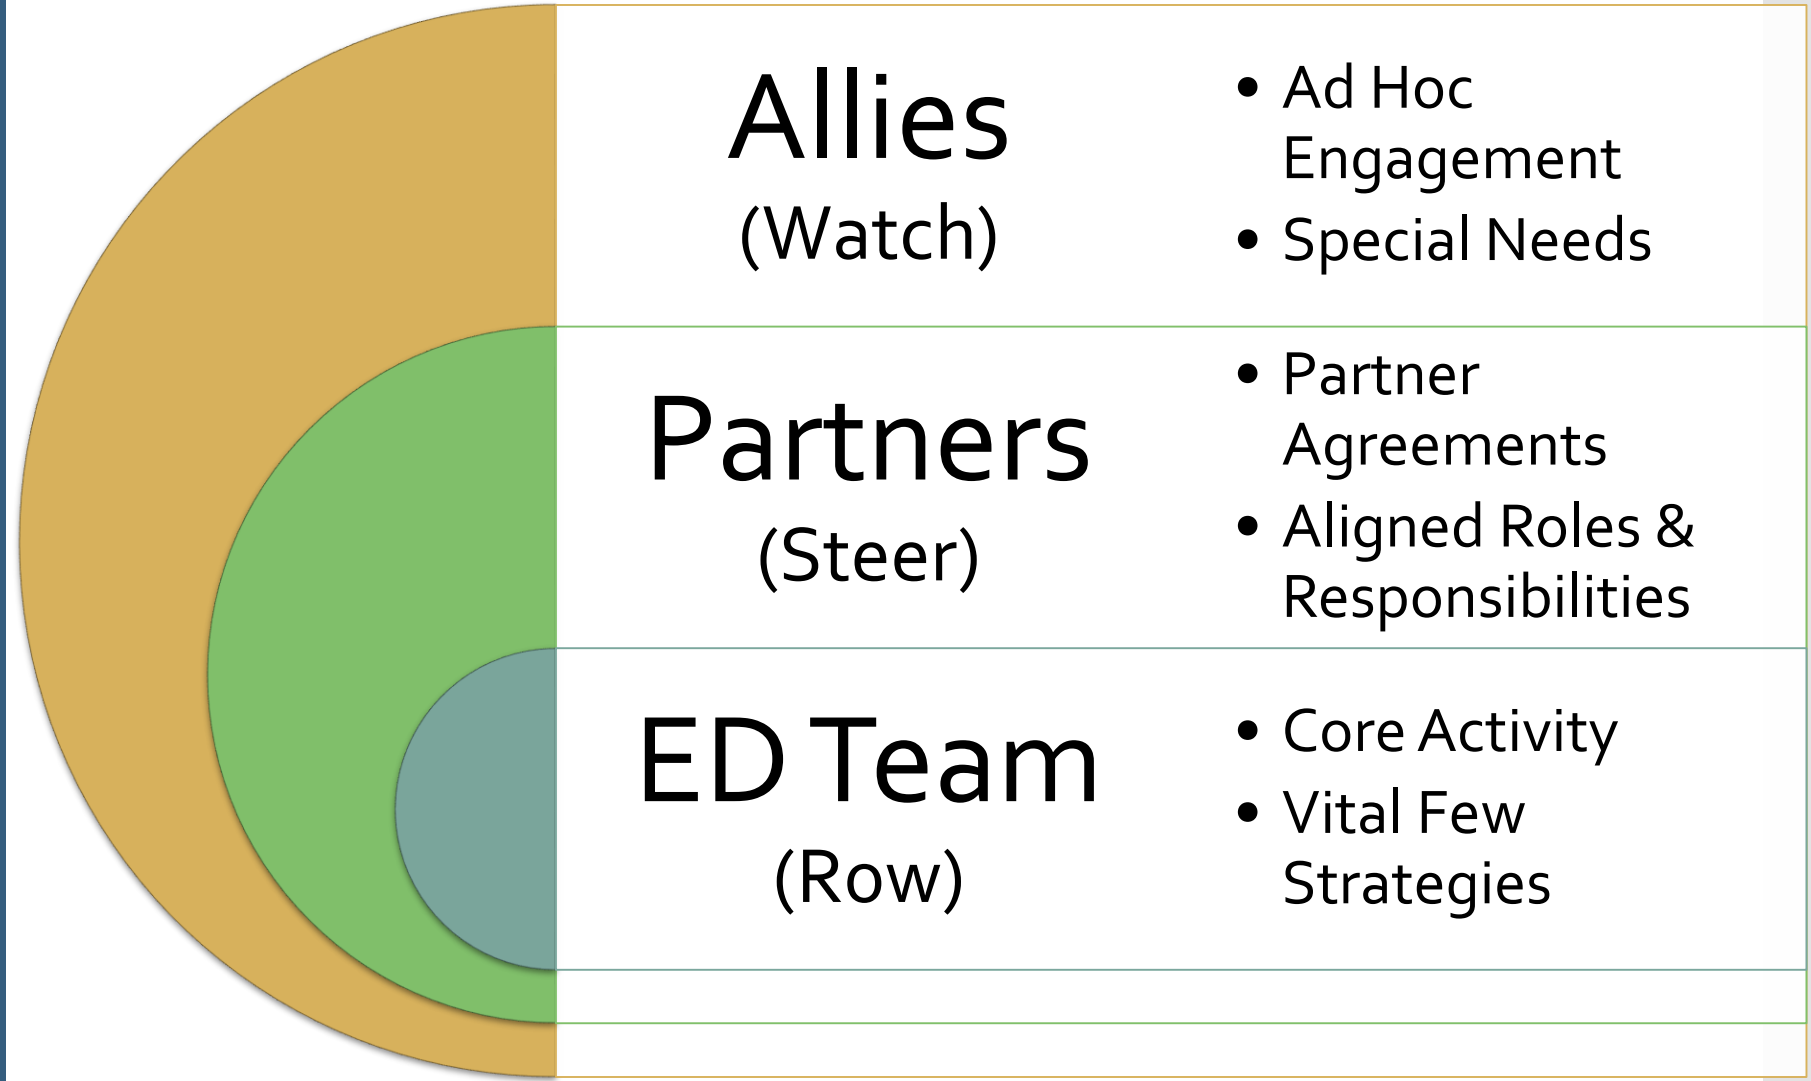 Allies
(Watch)
• Ad Hoc
Engagement
• Special Needs
Partners
(Steer)
• Partner
Agreements
• Aligned Roles &
Responsibilities
ED Team
(Row)
• Core Activity
• Vital Few
Strategies